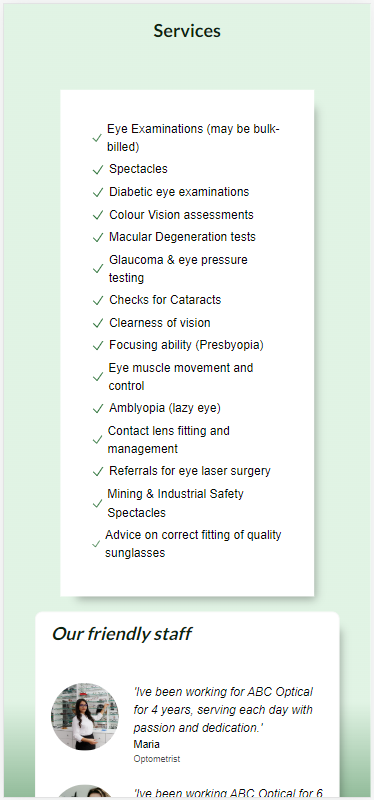 Services
Eye Examinations (may be bulk-
billed)
Spectacles
Diabetic eye examinations
Colour Vision assessments
Macular Degeneration tests
Glaucoma & eye pressure
testing
Checks for Cataracts
Clearness of vision
Focusing ability (Presbyopia)
Eye muscle movement and
control
Amblyopia (lazy eye)
Contact lens fitting and
management
Referrals for eye laser surgery
Mining & Industrial Safety
Spectacles
Advice on correct fitting of quality
sunglasses
Our friendly staff
'Ive been working for ABC Optical
for 4 years, serving each day with
passion and dedication.'
Maria
Optometrist
'Ive been working ABC Optical for 6